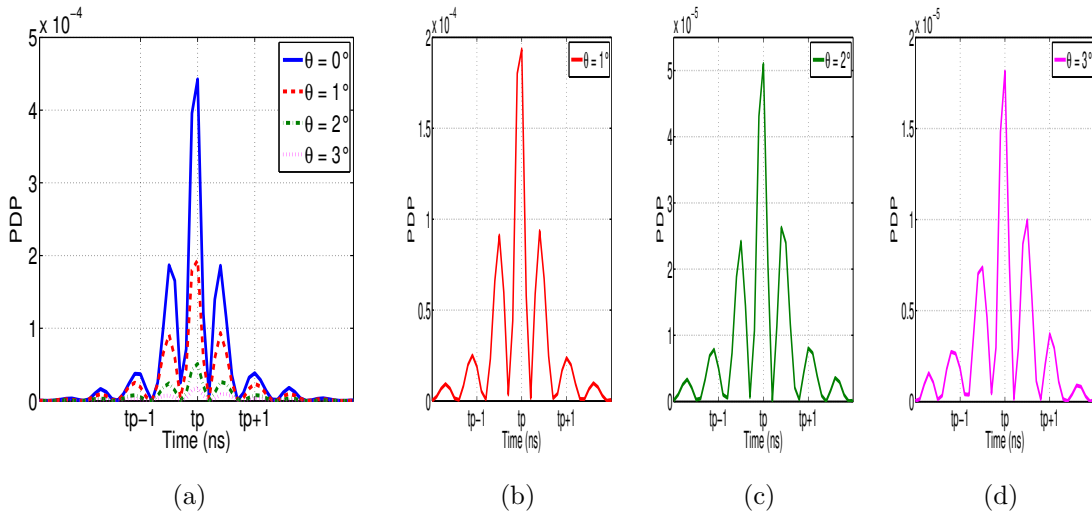 5 ×10⁻⁴
4
3
2
1
0
PDP
θ = 0°
θ = 1°
θ = 2°
θ = 3°
tp−1 tp tp+1
Time (ns)
(a)
2 ×10⁻⁴
1.5
1
0.5
0
PDP
θ = 1°
tp−1 tp tp+1
Time (ns)
(b)
×10⁻⁵
5
4
3
2
1
0
PDP
θ = 2°
tp−1 tp tp+1
Time (ns)
(c)
2 ×10⁻⁵
1.5
1
0.5
0
PDP
θ = 3°
tp−1 tp tp+1
Time (ns)
(d)